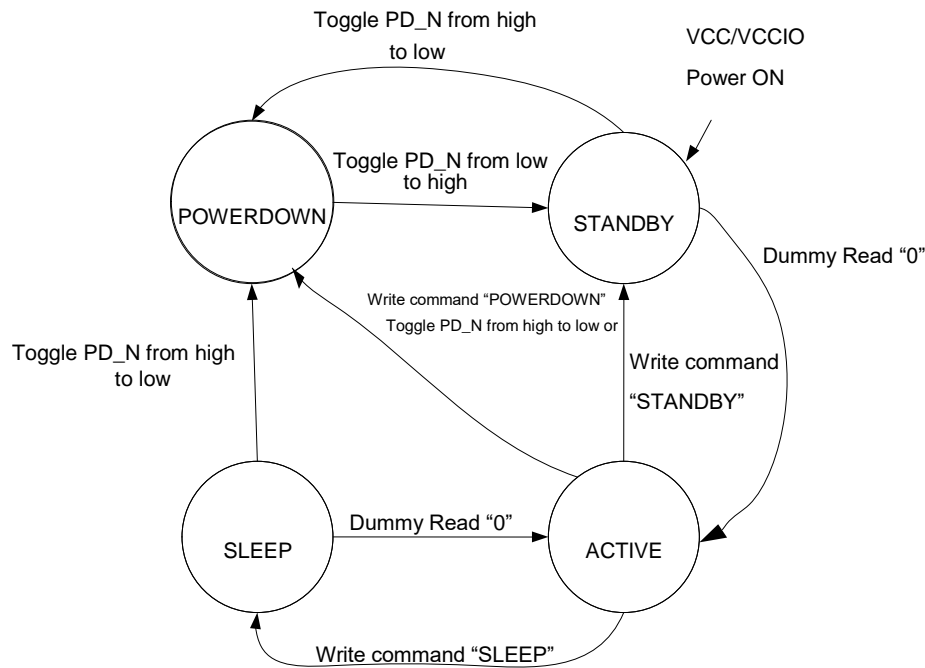 Toggle PD_N from high
to low
VCC/VCCIO
Power ON
Toggle PD_N from low
to high
POWERDOWN
STANDBY
Dummy Read “0”
Write command “POWERDOWN”
Toggle PD_N from high to low or
Toggle PD_N from high
to low
Write command
“STANDBY”
Dummy Read “0”
SLEEP
ACTIVE
Write command “SLEEP”